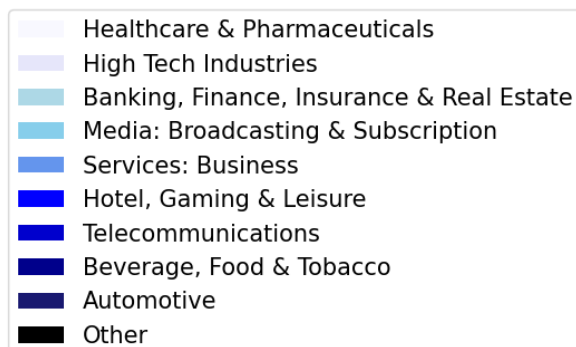 Healthcare & Pharmaceuticals
High Tech Industries
Banking, Finance, Insurance & Real Estate
Media: Broadcasting & Subscription
Services: Business
Hotel, Gaming & Leisure
Telecommunications
Beverage, Food & Tobacco
Automotive
Other